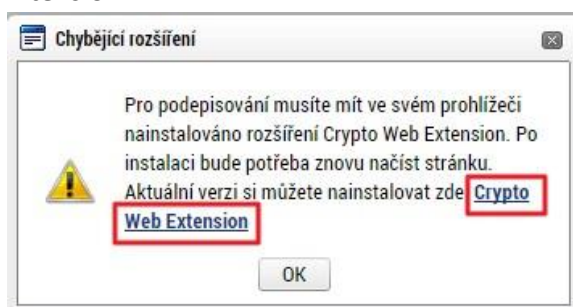 Chybějící rozšíření
Pro podepisování musíte mít ve svém prohlížeči
nainstalováno rozšíření Crypto Web Extension. Po
instalaci bude potřeba znovu načíst stránku.
Aktuální verzi si můžete nainstalovat zde Crypto
Web Extension
OK